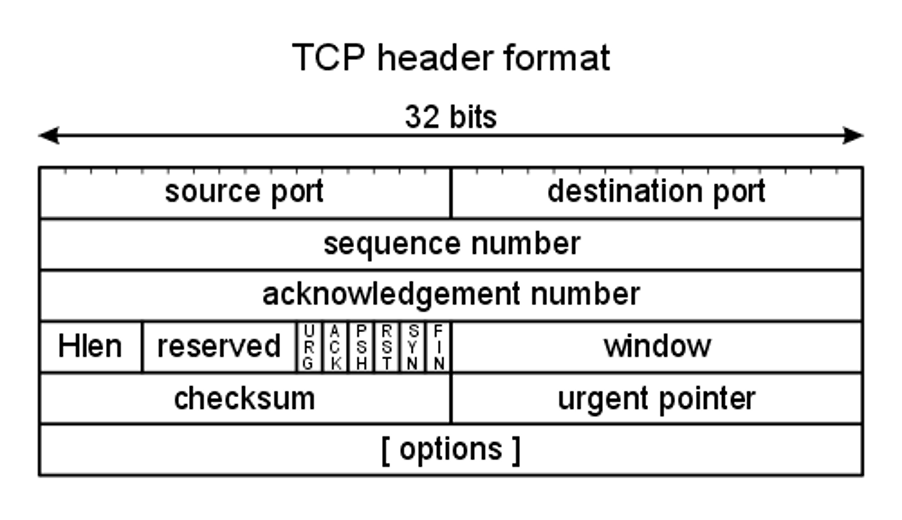 TCP header format
32 bits
source port destination port
sequence number
acknowledgement number
Hlen reserved URG ACK PSH RST SYN FIN window
checksum urgent pointer
[ options ]